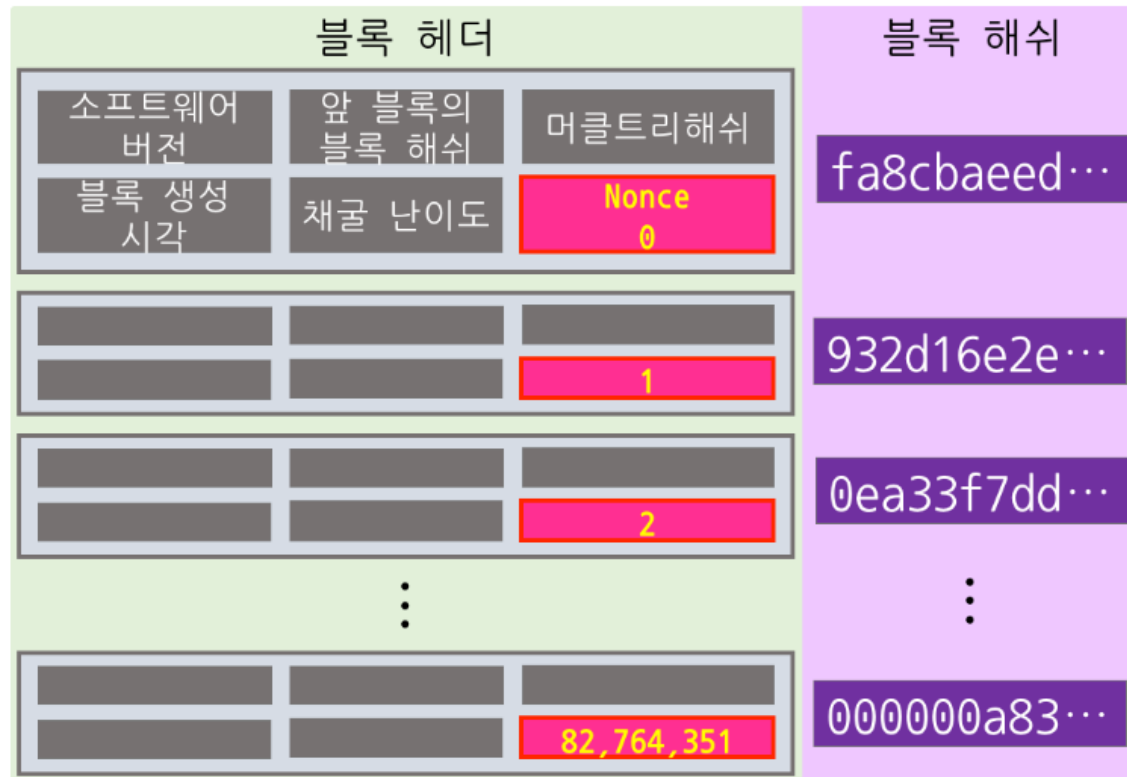 블록 헤더
블록 해쉬
소프트웨어
버전
앞 블록의
블록 해쉬
머클트리해쉬
블록 생성
시각
채굴 난이도
Nonce
0
fa8cbaeed…
1
932d16e2e…
2
0ea33f7dd…
⋮
⋮
82,764,351
000000a83…